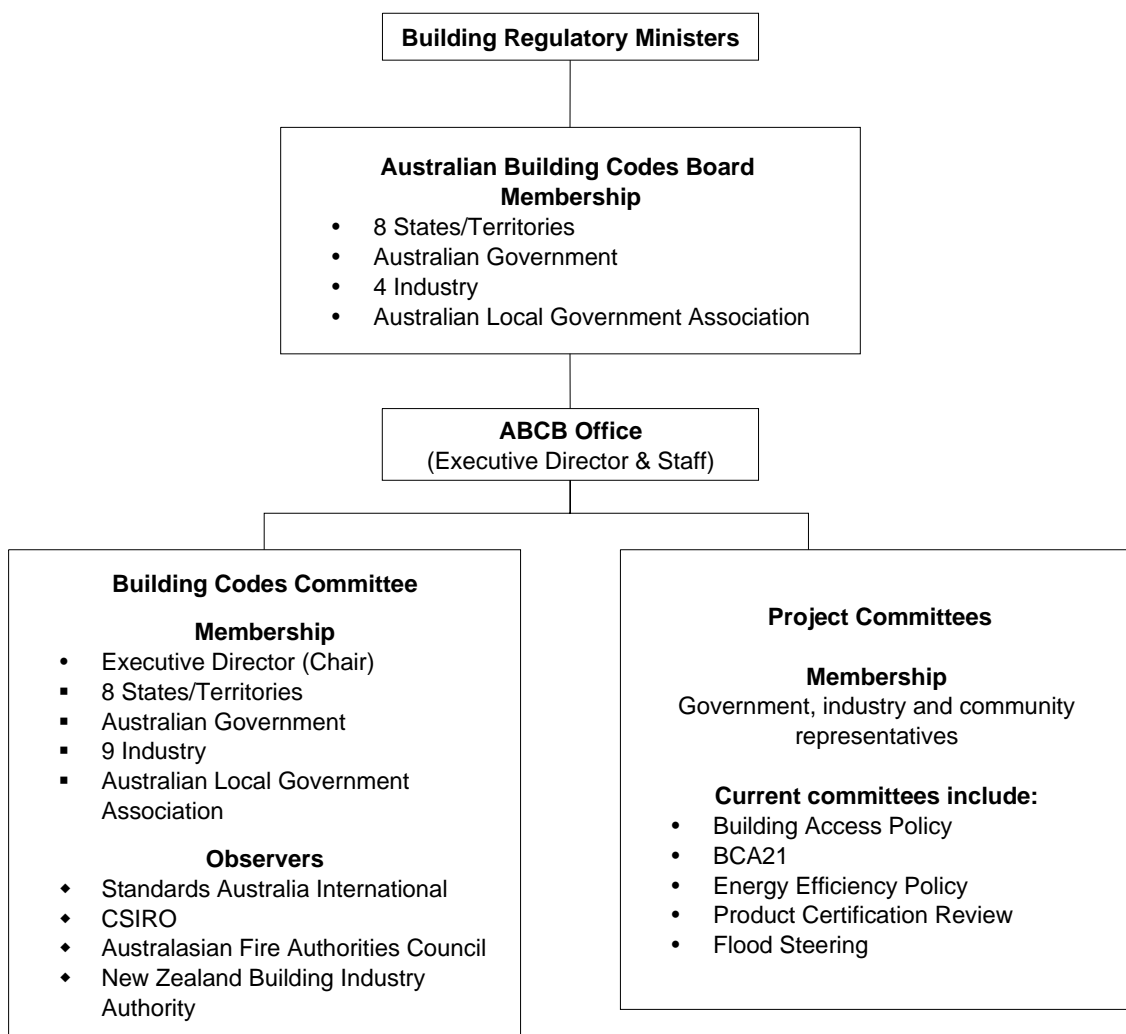 Building Regulatory Ministers
Australian Building Codes Board
Membership
• 8 States/Territories
• Australian Government
• 4 Industry
• Australian Local Government Association
ABCB Office
(Executive Director & Staff)
Building Codes Committee
Membership
• Executive Director (Chair)
▪ 8 States/Territories
▪ Australian Government
▪ 9 Industry
▪ Australian Local Government
Association
Observers
◆ Standards Australia International
◆ CSIRO
◆ Australasian Fire Authorities Council
◆ New Zealand Building Industry
Authority
Project Committees
Membership
Government, industry and community
representatives
Current committees include:
• Building Access Policy
• BCA21
• Energy Efficiency Policy
• Product Certification Review
• Flood Steering